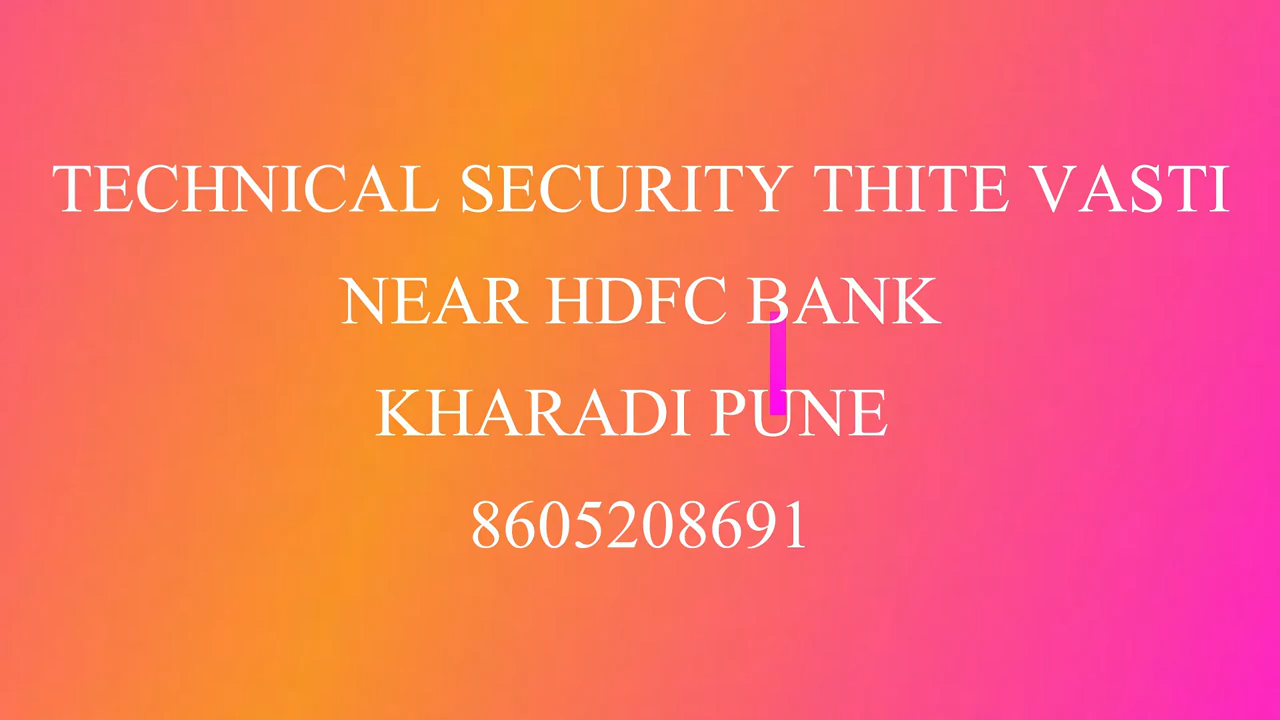 TECHNICAL SECURITY THITE VASTI
NEAR HDFC BANK
KHARADI PUNE
8605208691